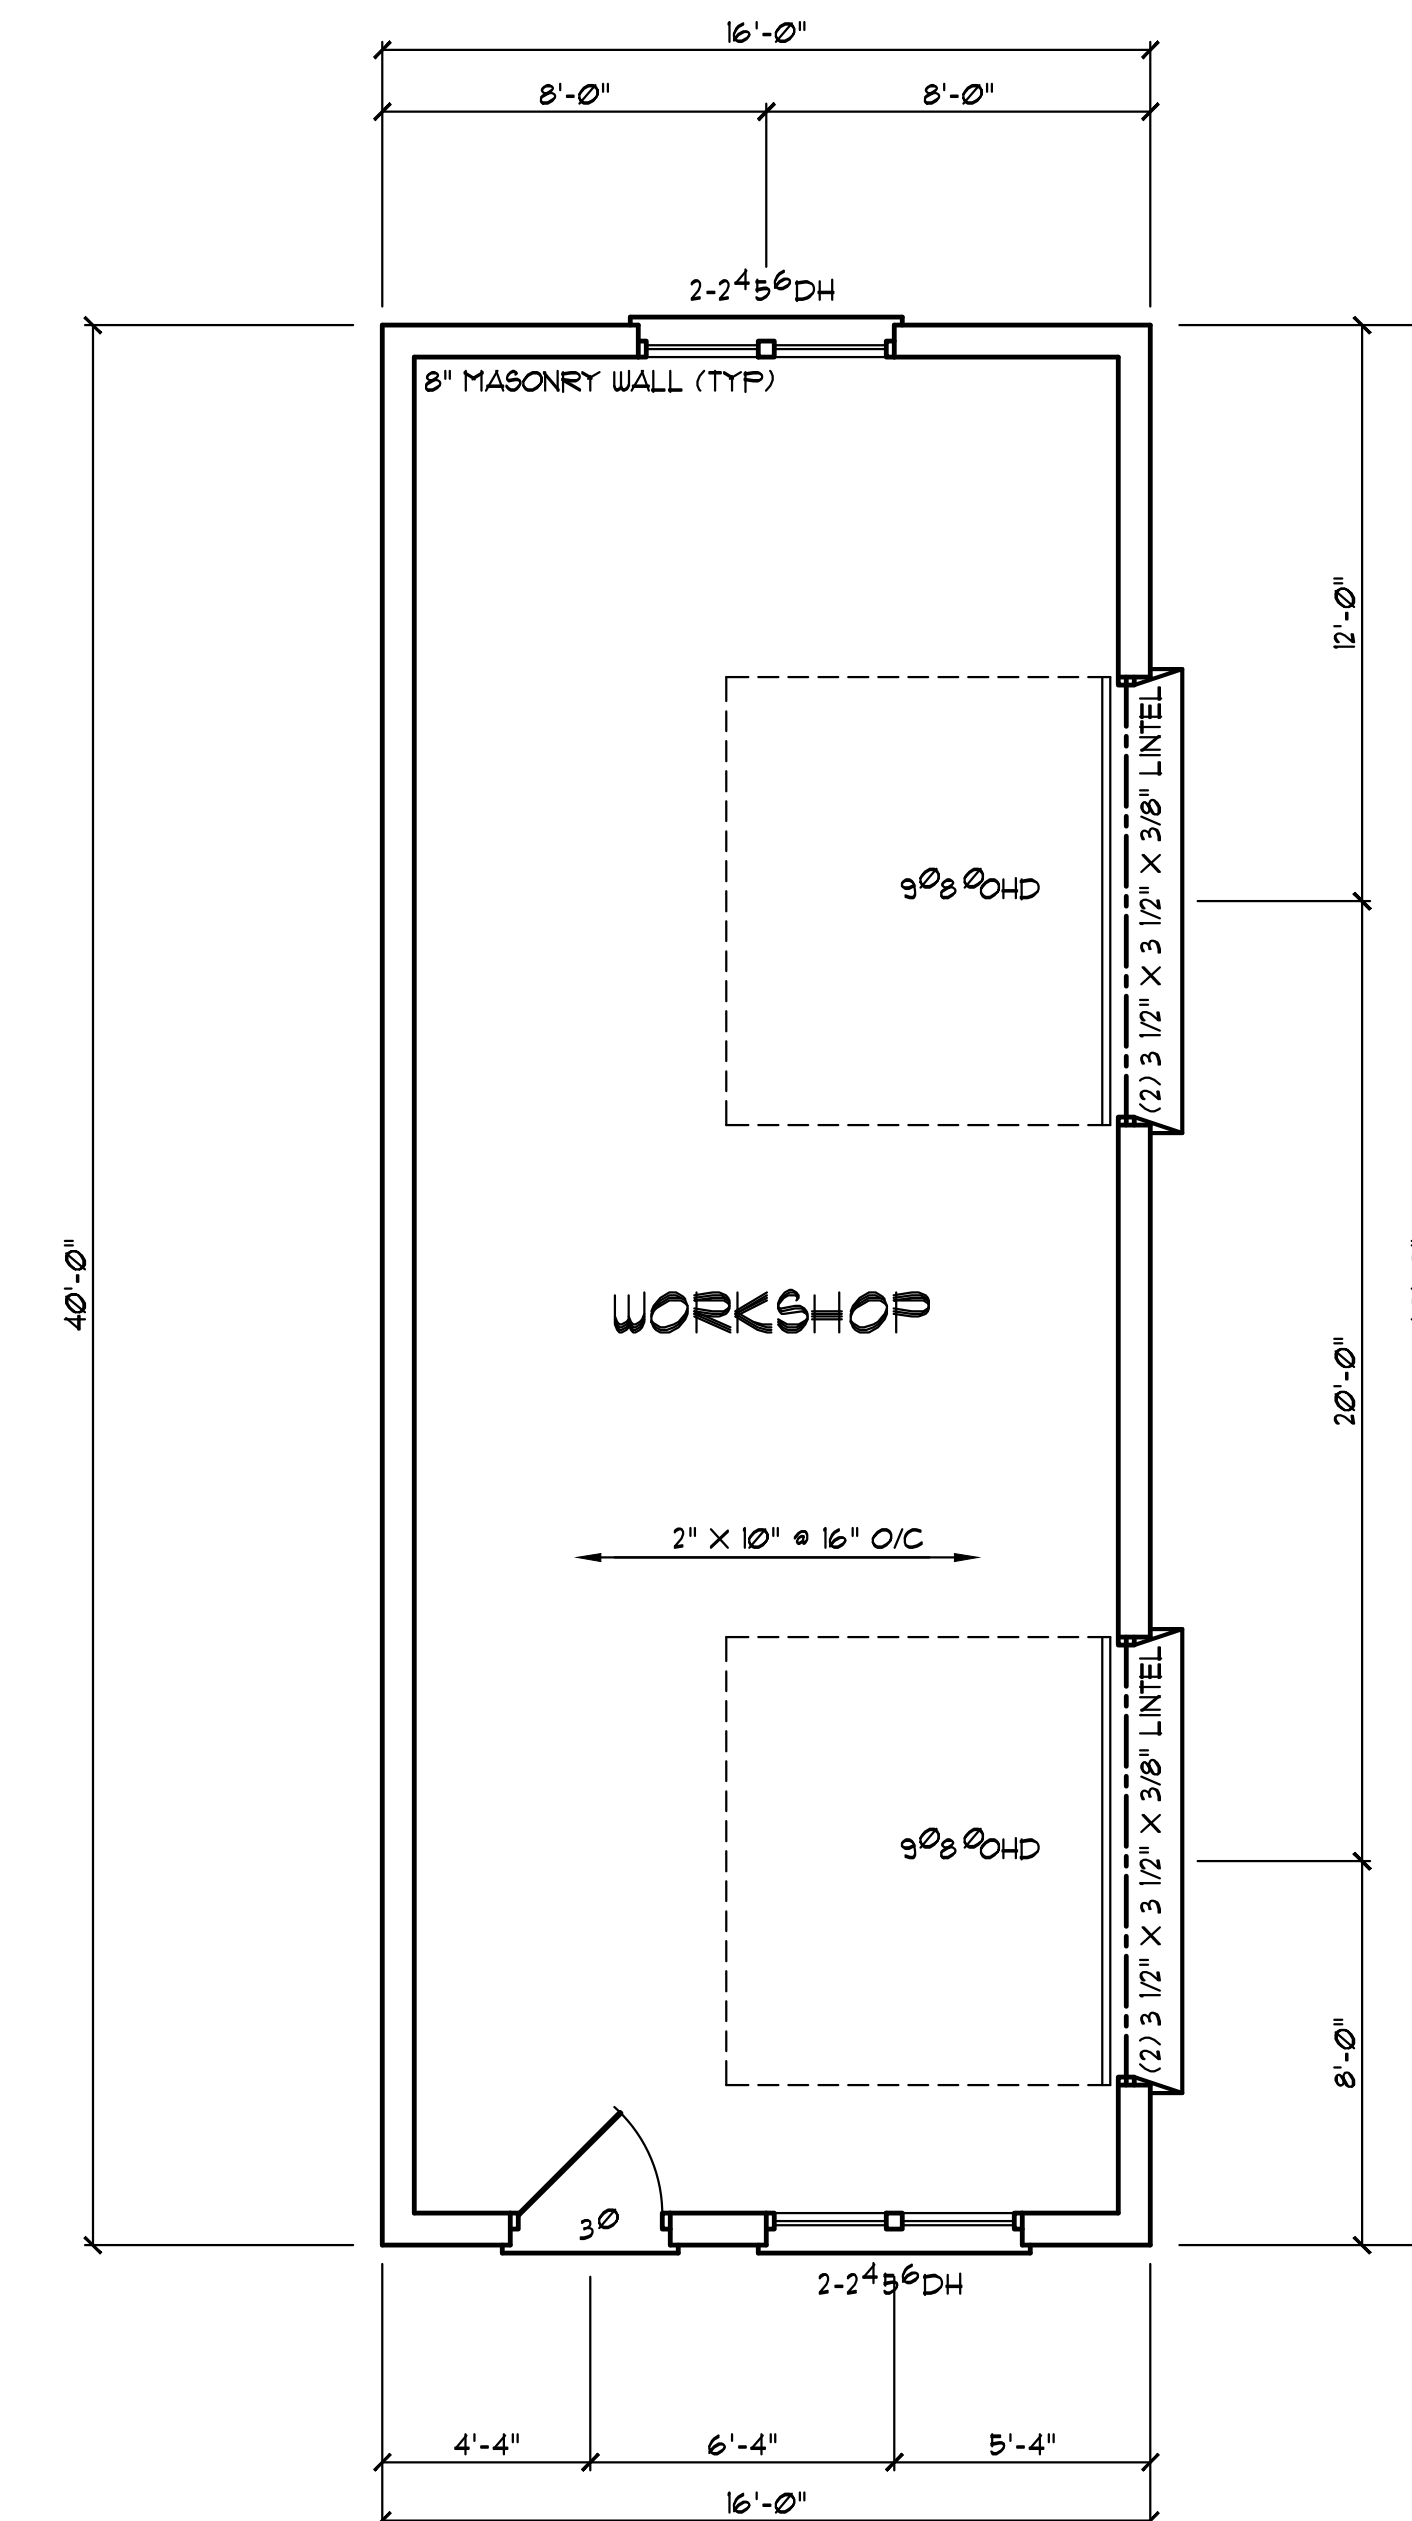 16'-0"
8'-0" 8'-0"
2-2⁴5⁶DH
8" MASONRY WALL (TYP)
12'-0"
(2) 3 1/2" X 3 1/2" X 3/8" LINTEL
9⁰8⁰OHD
40'-0"
WORKSHOP
20'-0"
2" X 10" @ 16" O/C
(2) 3 1/2" X 3 1/2" X 3/8" LINTEL
9⁰8⁰OHD
8'-0"
3⁰
2-2⁴5⁶DH
4'-4" 6'-4" 5'-4"
16'-0"